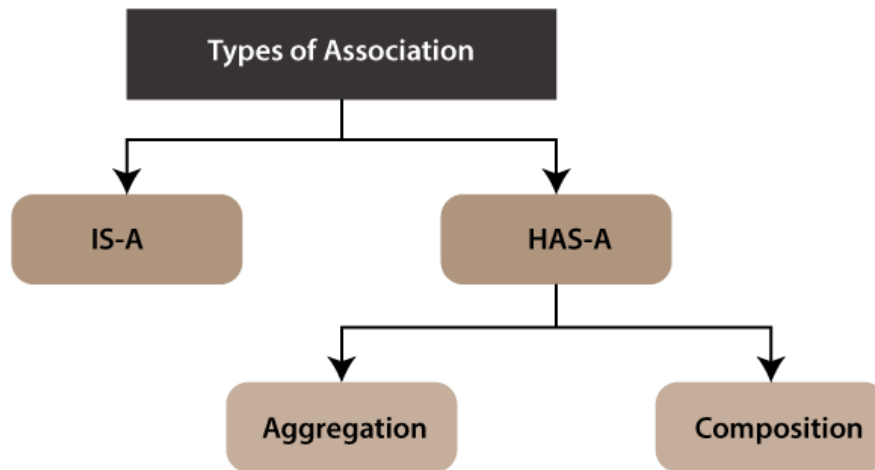 Types of Association
IS-A
HAS-A
Aggregation
Composition